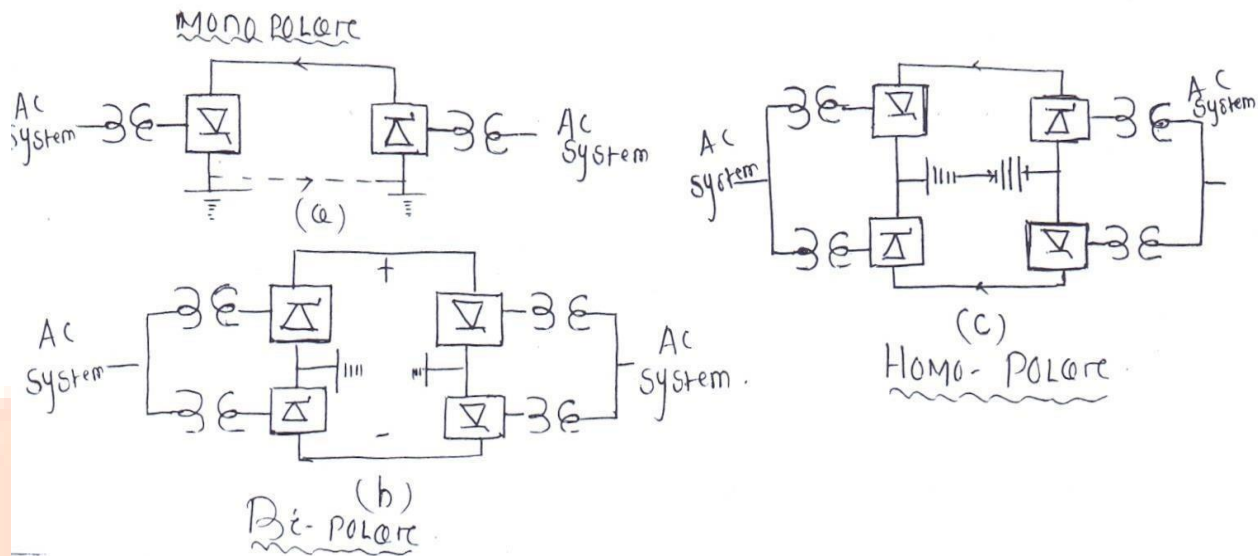 Mono Polare
AC
System
AC
System
(a)
AC
System
+
-
AC
System.
(b)
Bi-polare
AC
System
AC
System
(c)
Homo-Polare